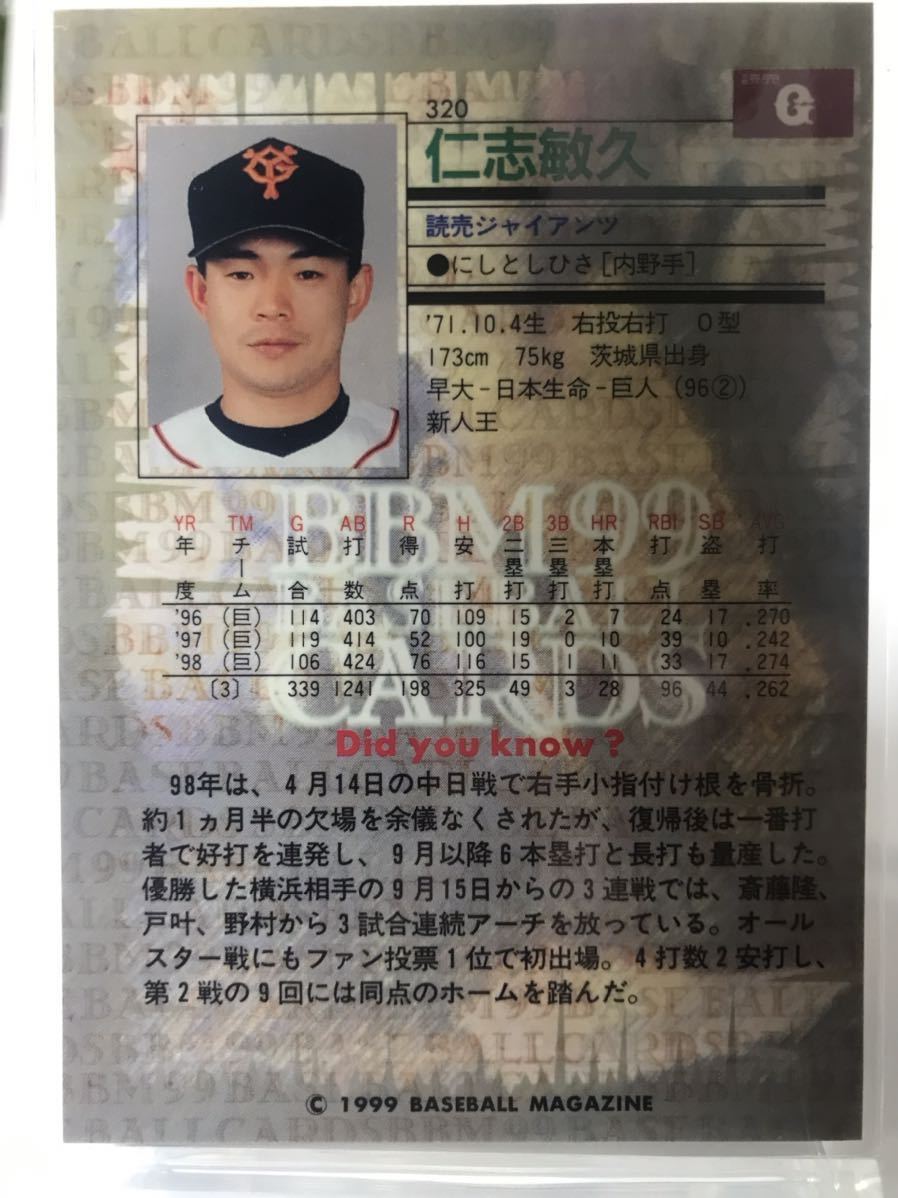 320
読売
G
仁志敏久
読売ジャイアンツ
●にしとしひさ［内野手］
'71.10.4生　右投右打　O型
173cm　75kg　茨城県出身
早大－日本生命－巨人（96②）
新人王
YR TM G AB R H 2B 3B HR RBI SB AVG
年度 チーム 試合 打数 得点 安打 二塁打 三塁打 本塁打 打点 盗塁 打率
'96 (巨) 114 403 70 109 15 2 7 24 17 .270
'97 (巨) 119 414 52 100 19 0 10 39 10 .242
'98 (巨) 106 424 76 116 15 1 11 33 17 .274
〔3〕 339 1241 198 325 49 3 28 96 44 .262
BBM99
BASEBALL
CARDS
Did you know?
98年は、4月14日の中日戦で右手小指付け根を骨折。
約1ヵ月半の欠場を余儀なくされたが、復帰後は一番打
者で好打を連発し、9月以降6本塁打と長打も量産した。
優勝した横浜相手の9月15日からの3連戦では、斎藤隆、
戸叶、野村から3試合連続アーチを放っている。オール
スター戦にもファン投票1位で初出場。4打数2安打し、
第2戦の9回には同点のホームを踏んだ。
© 1999 BASEBALL MAGAZINE